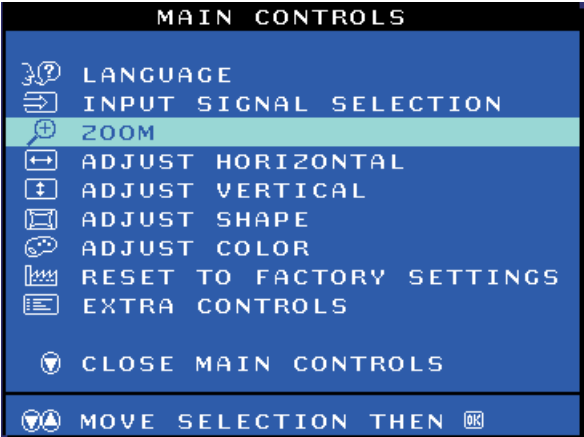 MAIN CONTROLS
LANGUAGE
INPUT SIGNAL SELECTION
ZOOM
ADJUST HORIZONTAL
ADJUST VERTICAL
ADJUST SHAPE
ADJUST COLOR
RESET TO FACTORY SETTINGS
EXTRA CONTROLS
CLOSE MAIN CONTROLS
MOVE SELECTION THEN OK